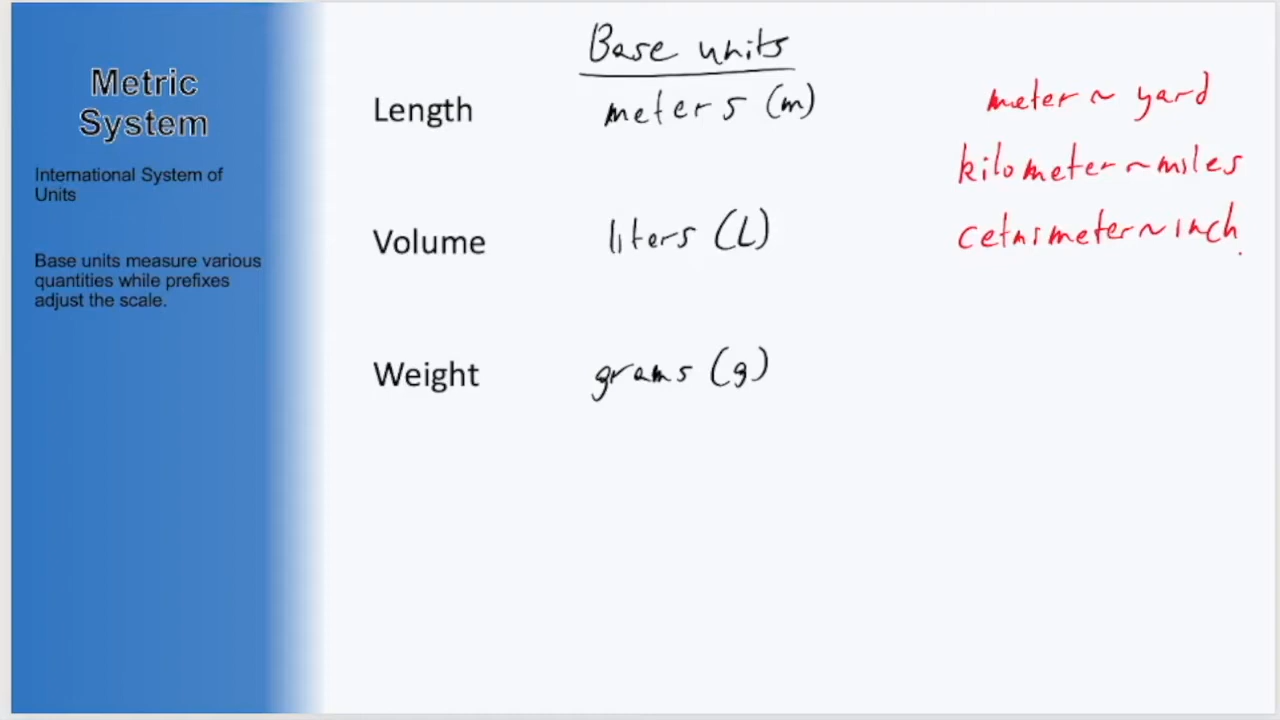 Metric
System
International System of
Units
Base units measure various
quantities while prefixes
adjust the scale.
Base units
Length meters (m)
Volume liters (L)
Weight grams (g)
meter ~ yard
kilometer ~ miles
cetnimeter ~ inch